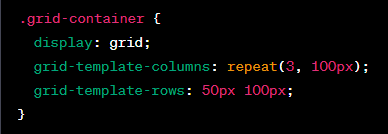 .grid-container {
  display: grid;
  grid-template-columns: repeat(3, 100px);
  grid-template-rows: 50px 100px;
}